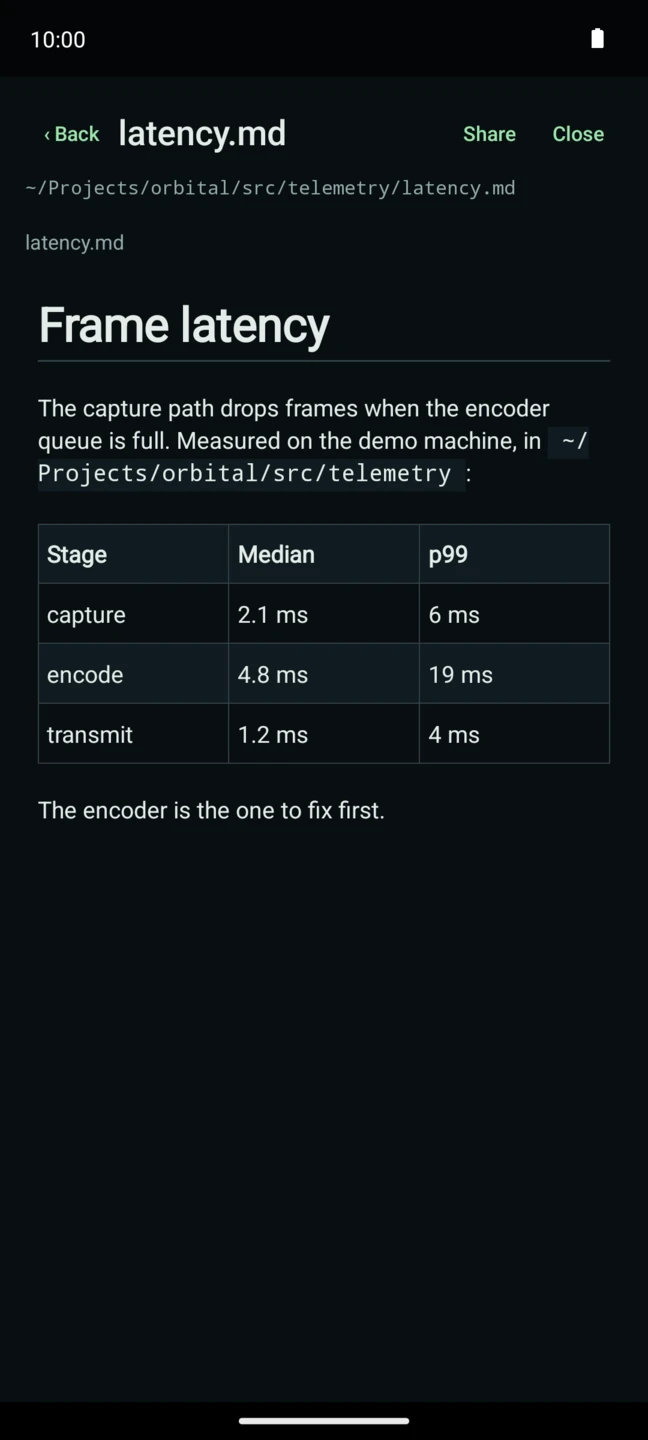 10:00
‹ Back latency.md Share Close
~/Projects/orbital/src/telemetry/latency.md
latency.md
Frame latency
The capture path drops frames when the encoder
queue is full. Measured on the demo machine, in ~/
Projects/orbital/src/telemetry :
Stage Median p99
capture 2.1 ms 6 ms
encode 4.8 ms 19 ms
transmit 1.2 ms 4 ms
The encoder is the one to fix first.